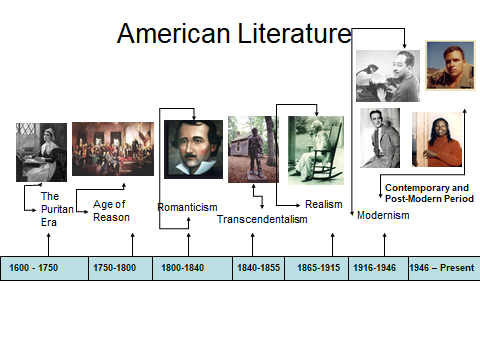 American Literature
The
Puritan
Era
Age of
Reason
Romanticism
Transcendentalism
Realism
Modernism
Contemporary and
Post-Modern Period
1600 - 1750
1750-1800
1800-1840
1840-1855
1865-1915
1916-1946
1946 – Present